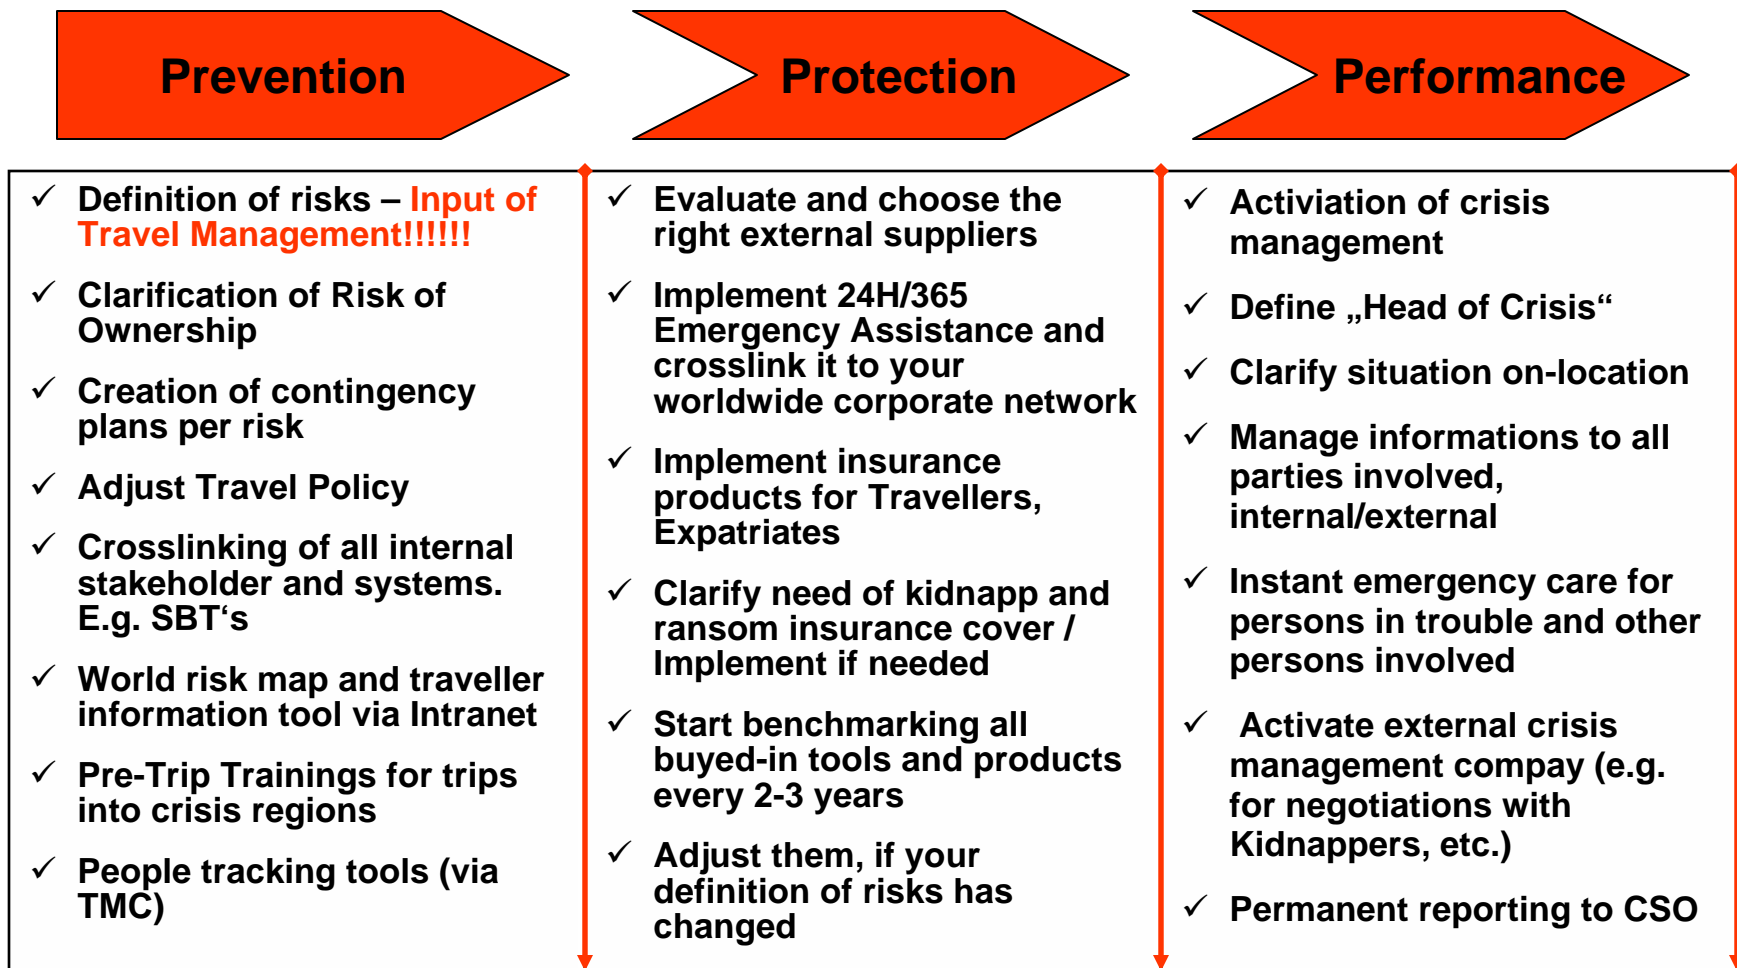 Prevention
Protection
Performance
✓ Definition of risks – Input of
Travel Management!!!!!!
✓ Clarification of Risk of
Ownership
✓ Creation of contingency
plans per risk
✓ Adjust Travel Policy
✓ Crosslinking of all internal
stakeholder and systems.
E.g. SBT‘s
✓ World risk map and traveller
information tool via Intranet
✓ Pre-Trip Trainings for trips
into crisis regions
✓ People tracking tools (via
TMC)
✓ Evaluate and choose the
right external suppliers
✓ Implement 24H/365
Emergency Assistance and
crosslink it to your
worldwide corporate network
✓ Implement insurance
products for Travellers,
Expatriates
✓ Clarify need of kidnapp and
ransom insurance cover /
Implement if needed
✓ Start benchmarking all
buyed-in tools and products
every 2-3 years
✓ Adjust them, if your
definition of risks has
changed
✓ Activiation of crisis
management
✓ Define „Head of Crisis“
✓ Clarify situation on-location
✓ Manage informations to all
parties involved,
internal/external
✓ Instant emergency care for
persons in trouble and other
persons involved
✓ Activate external crisis
management compay (e.g.
for negotiations with
Kidnappers, etc.)
✓ Permanent reporting to CSO